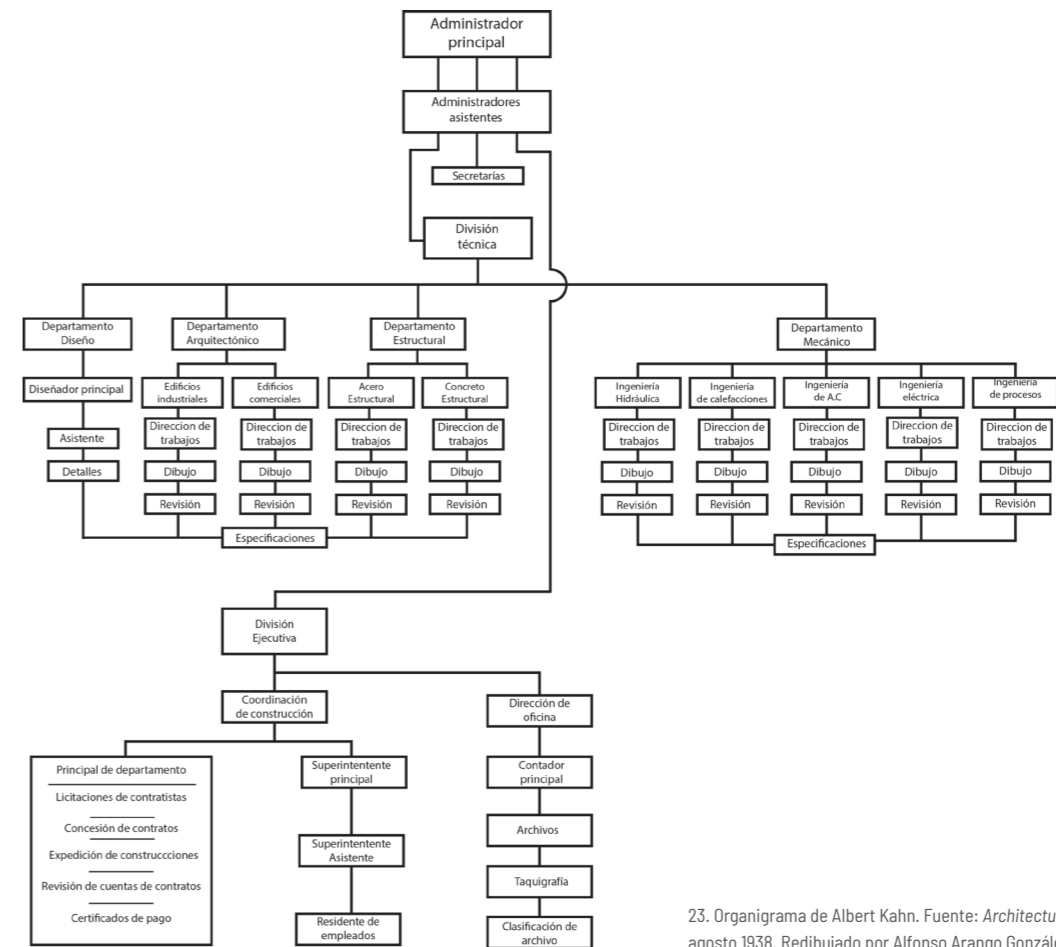 Administrador
principal
Administradores
asistentes
Secretarías
División
técnica
Departamento
Diseño
Departamento
Arquitectónico
Departamento
Estructural
Departamento
Mecánico
Diseñador principal
Asistente
Detalles
Edificios
industriales
Direccion de
trabajos
Dibujo
Revisión
Edificios
comerciales
Direccion de
trabajos
Dibujo
Revisión
Acero
Estructural
Direccion de
trabajos
Dibujo
Revisión
Concreto
Estructural
Direccion de
trabajos
Dibujo
Revisión
Especificaciones
Ingeniería
Hidráulica
Direccion de
trabajos
Dibujo
Revisión
Ingeniería
de calefacciones
Direccion de
trabajos
Dibujo
Revisión
Ingeniería
de A.C
Direccion de
trabajos
Dibujo
Revisión
Ingeniería
eléctrica
Direccion de
trabajos
Dibujo
Revisión
Ingeniería
de procesos
Direccion de
trabajos
Dibujo
Revisión
Especificaciones
División
Ejecutiva
Coordinación
de construcción
Principal de departamento
Licitaciones de contratistas
Concesión de contratos
Expedición de construccciones
Revisión de cuentas de contratos
Certificados de pago
Superintentente
principal
Superintentente
Asistente
Residente de
empleados
Dirección de
oficina
Contador
principal
Archivos
Taquigrafía
Clasificación de
archivo
23. Organigrama de Albert Kahn. Fuente:
agosto 1938. Redibujado por Alfonso Arango